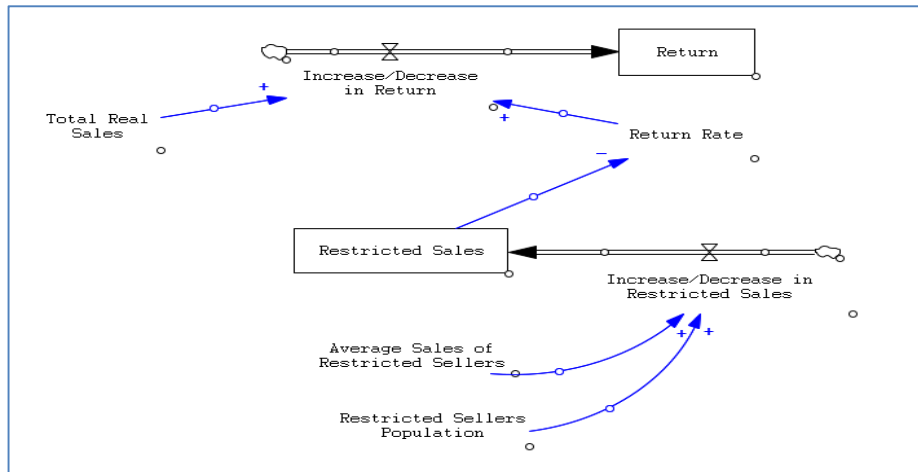 Return
Increase/Decrease
in Return
+
Total Real
Sales
+
Return Rate
−
Restricted Sales
Increase/Decrease in
Restricted Sales
+ +
Average Sales of
Restricted Sellers
Restricted Sellers
Population